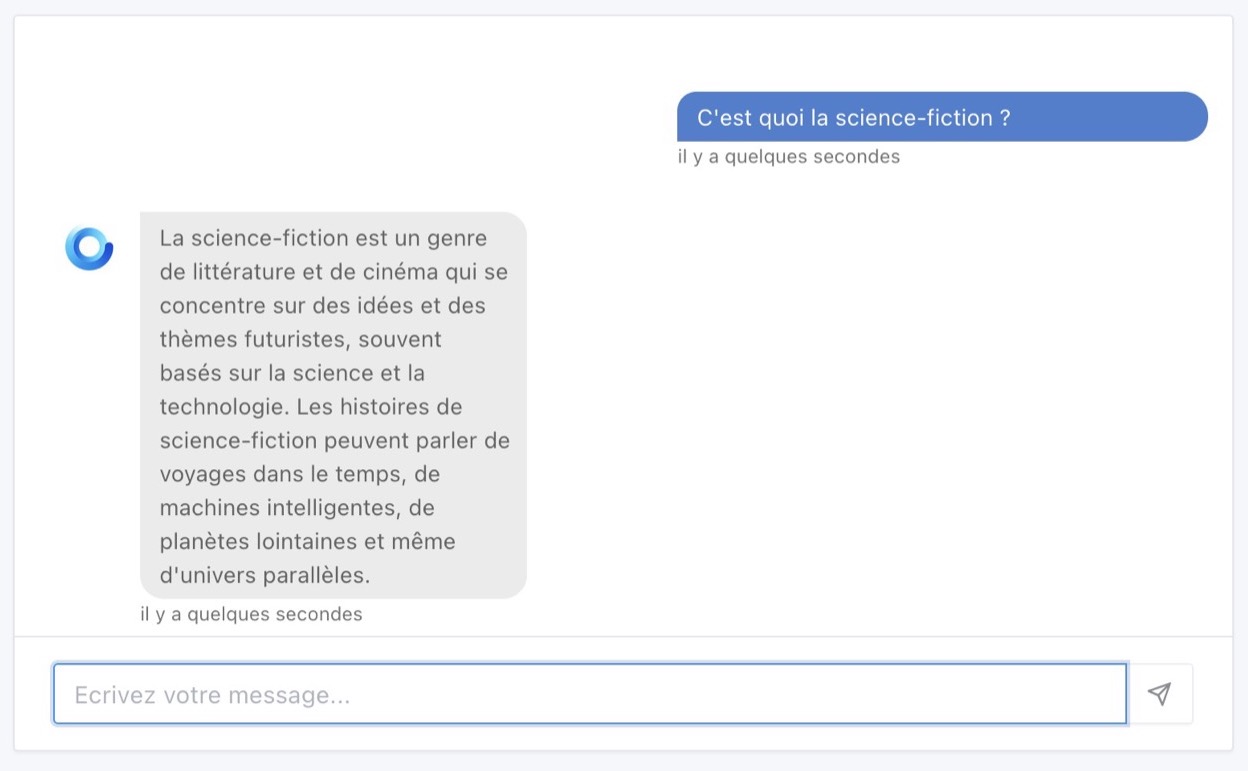 C'est quoi la science-fiction ?
il y a quelques secondes
La science-fiction est un genre
de littérature et de cinéma qui se
concentre sur des idées et des
thèmes futuristes, souvent
basés sur la science et la
technologie. Les histoires de
science-fiction peuvent parler de
voyages dans le temps, de
machines intelligentes, de
planètes lointaines et même
d'univers parallèles.
il y a quelques secondes
Ecrivez votre message...